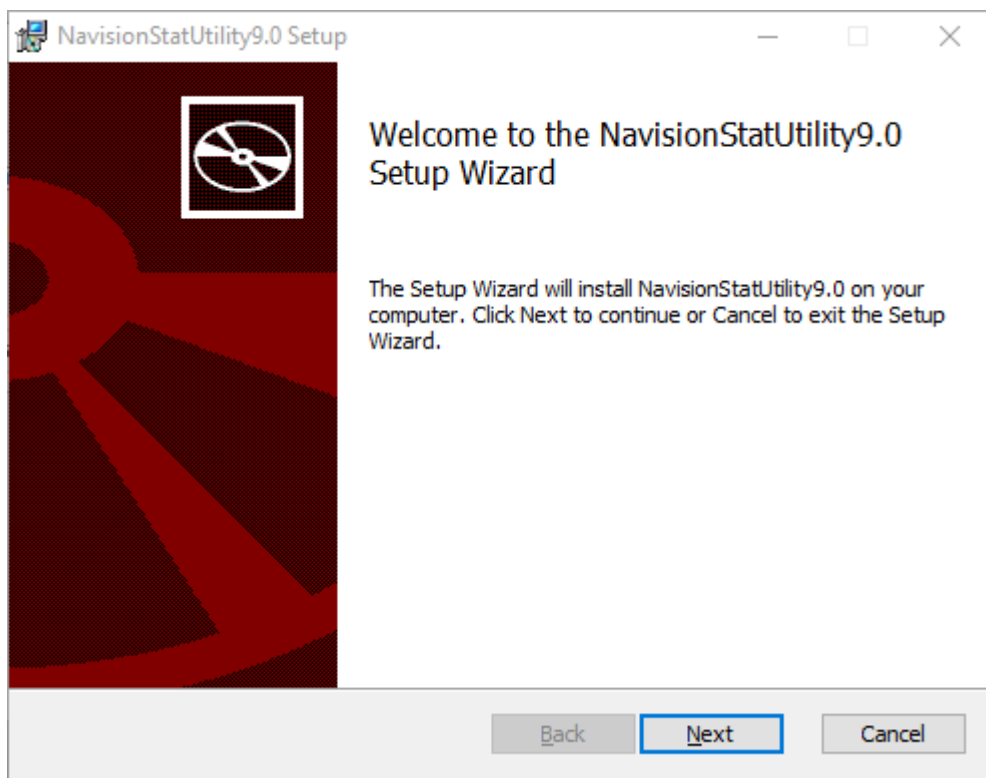 NavisionStatUtility9.0 Setup
Welcome to the NavisionStatUtility9.0
Setup Wizard
The Setup Wizard will install NavisionStatUtility9.0 on your
computer. Click Next to continue or Cancel to exit the Setup
Wizard.
Back
Next
Cancel